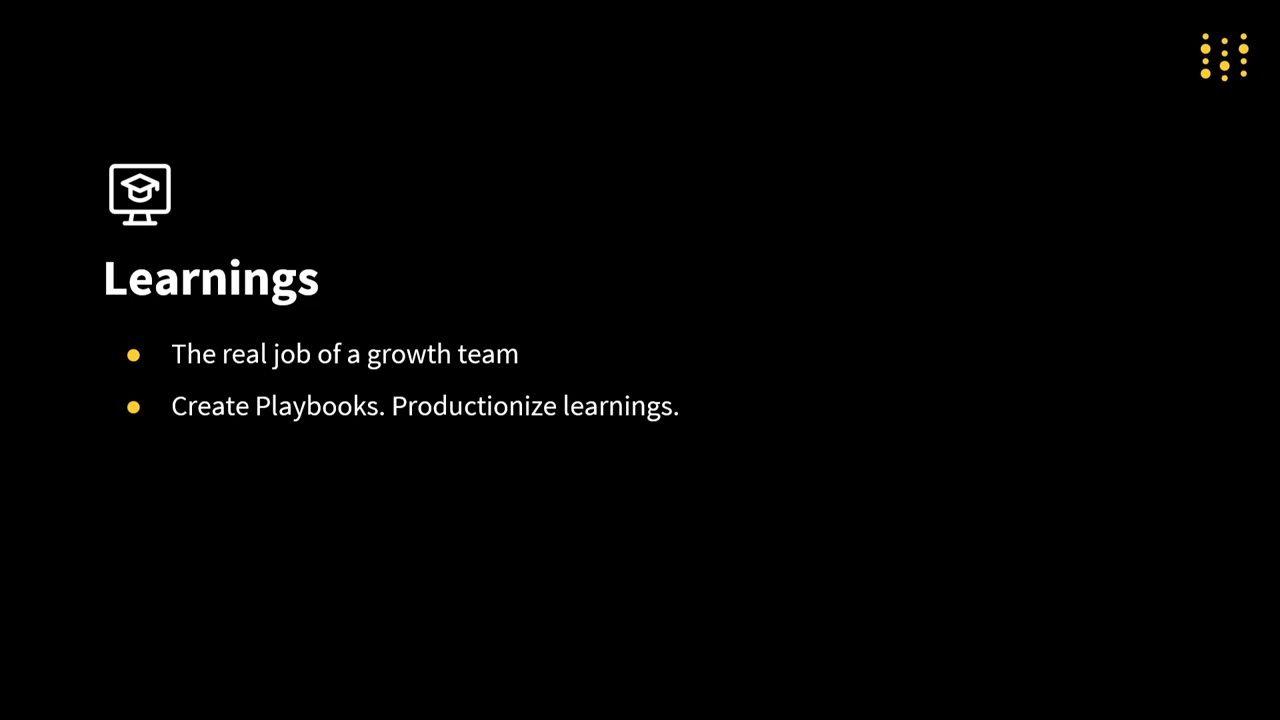 Learnings
The real job of a growth team
Create Playbooks. Productionize learnings.